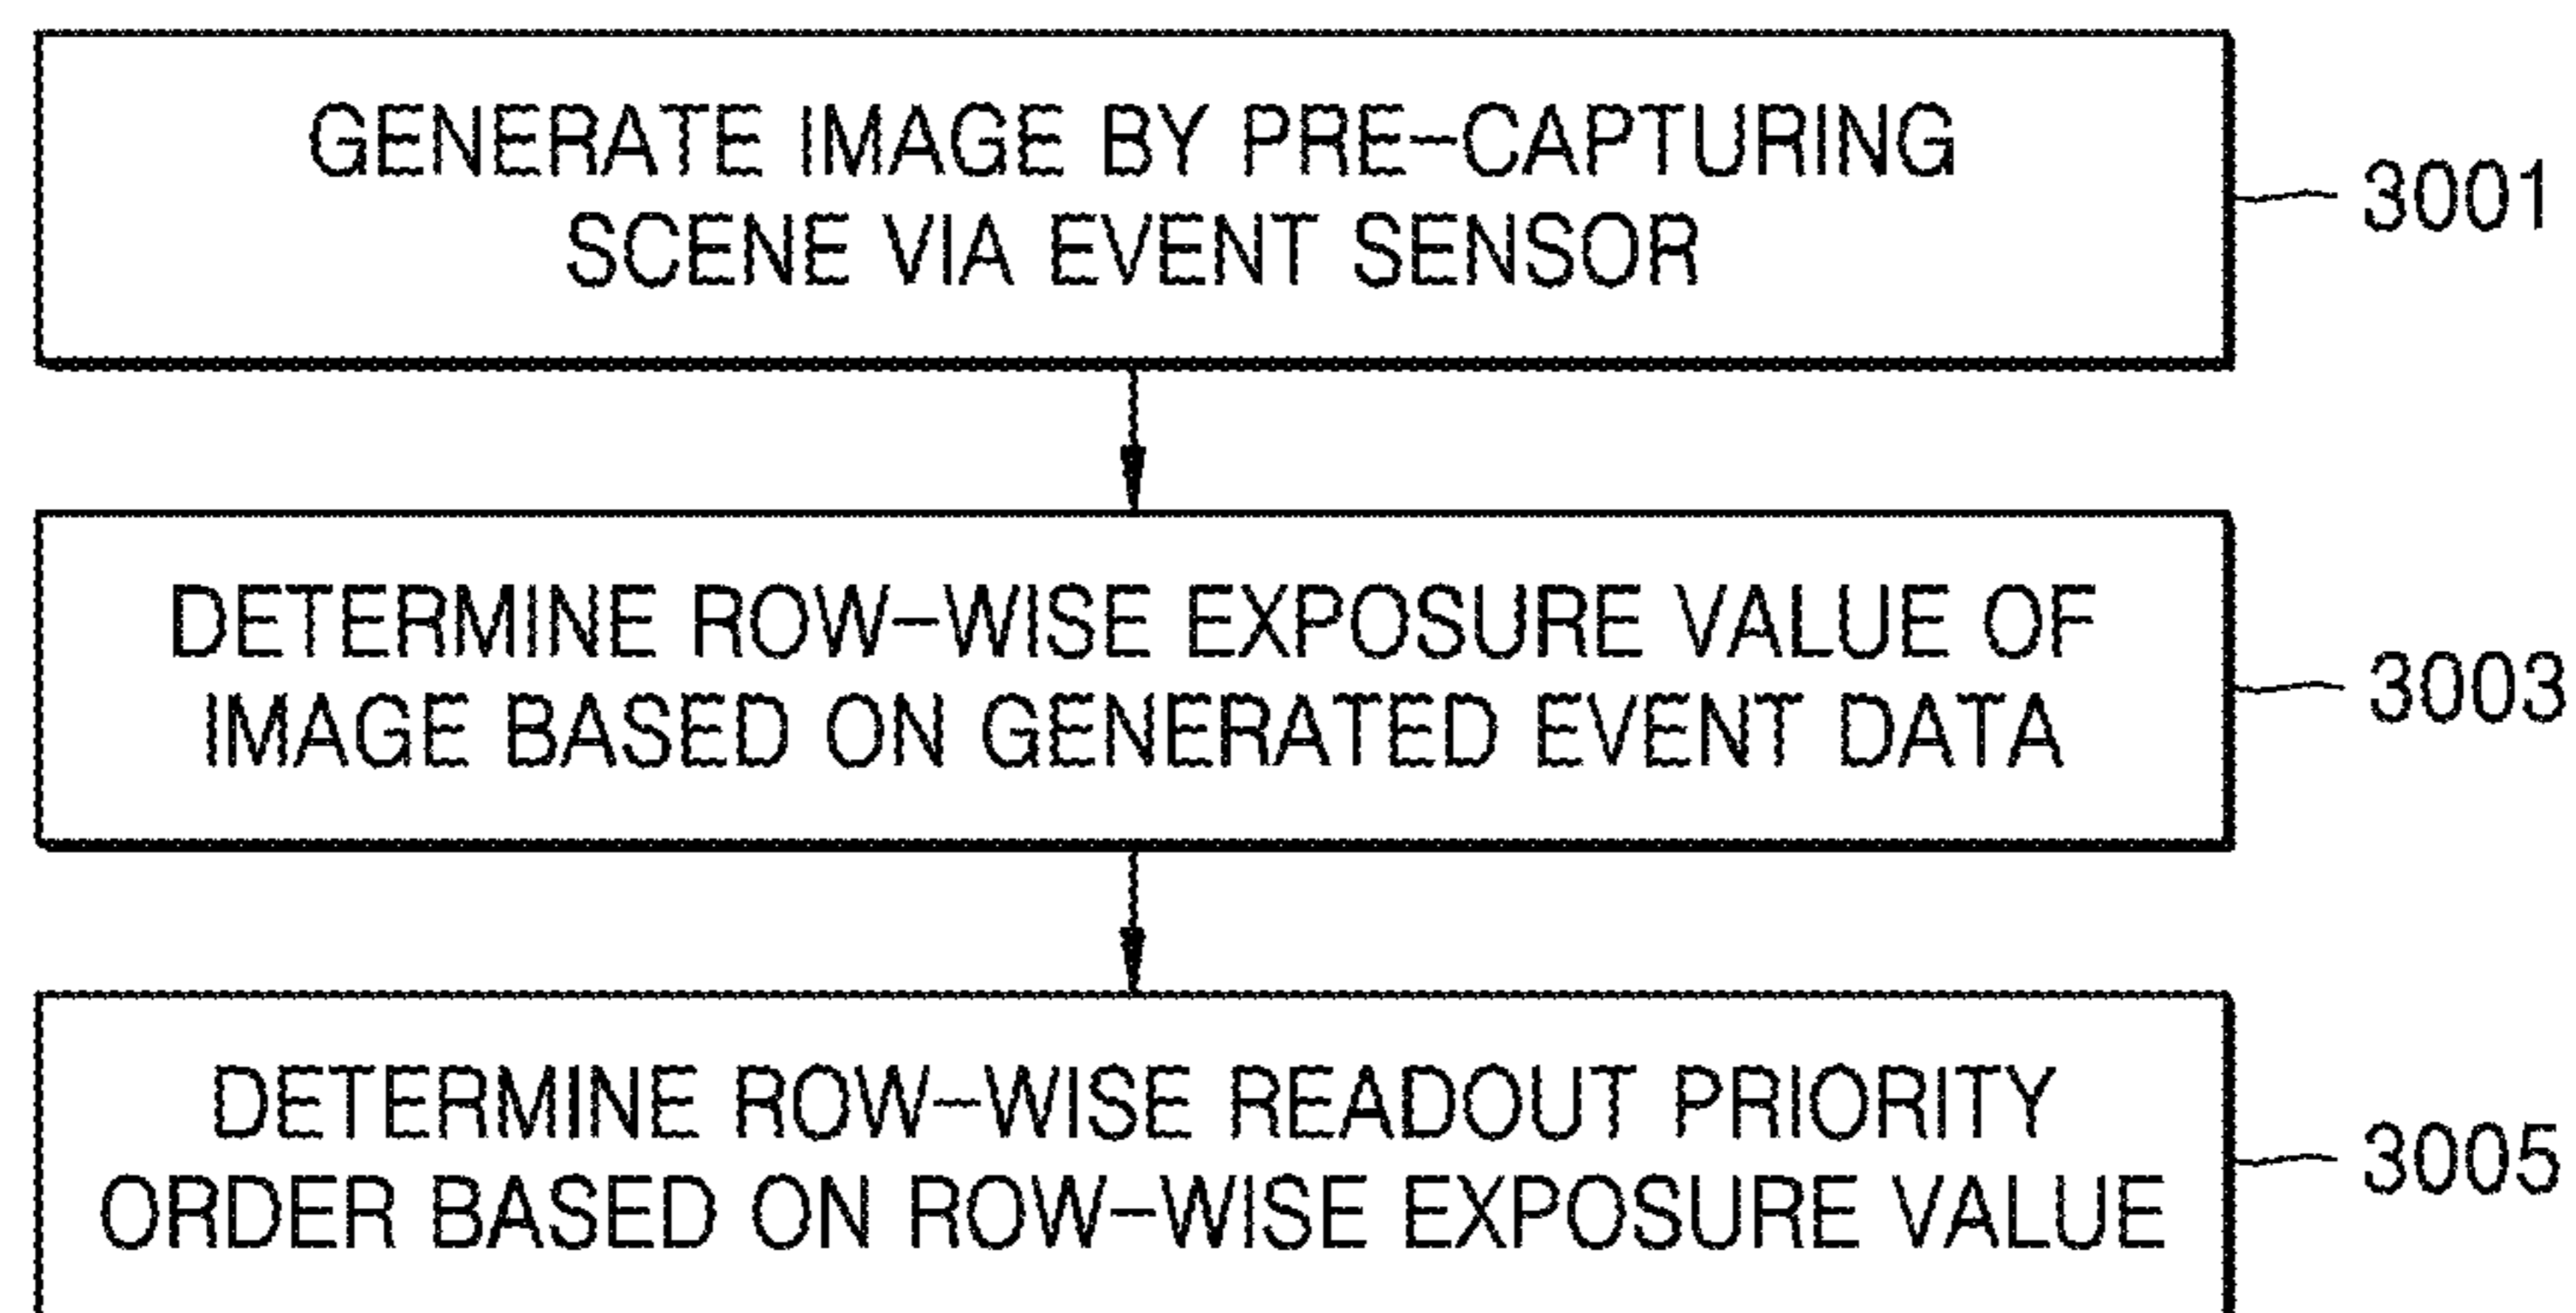 GENERATE IMAGE BY PRE-CAPTURING
SCENE VIA EVENT SENSOR
3001
DETERMINE ROW-WISE EXPOSURE VALUE OF
IMAGE BASED ON GENERATED EVENT DATA
3003
DETERMINE ROW-WISE READOUT PRIORITY
ORDER BASED ON ROW-WISE EXPOSURE VALUE
3005